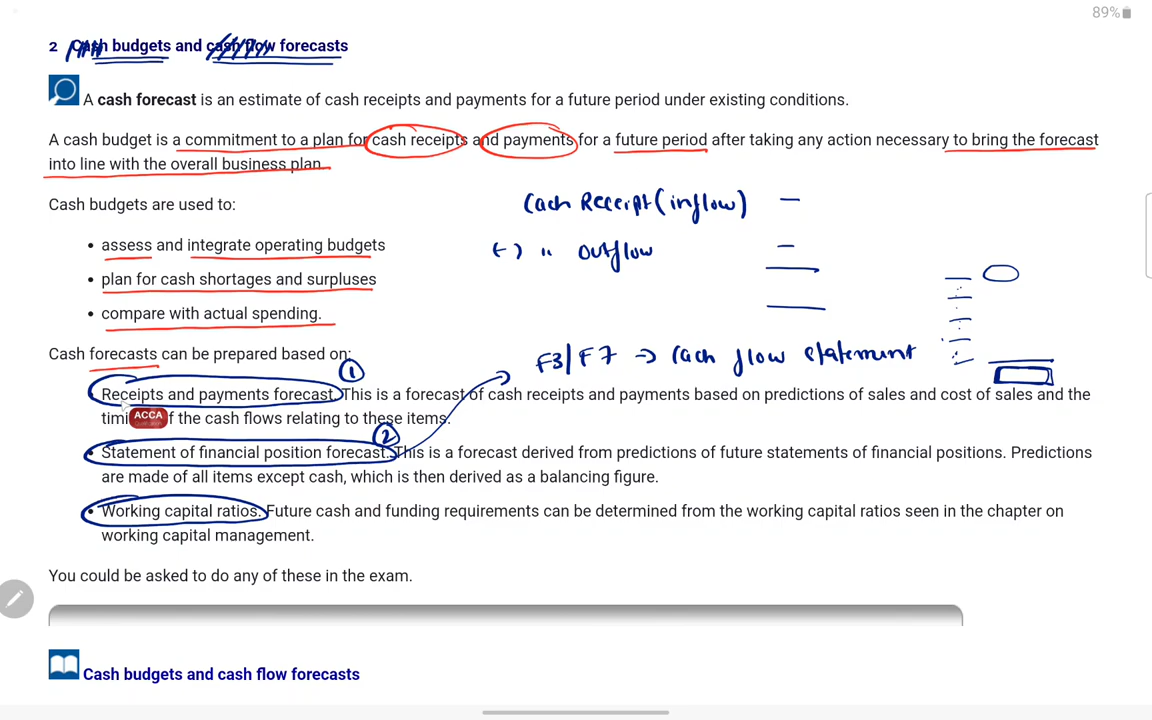 89%
2 Cash budgets and cash flow forecasts
A cash forecast is an estimate of cash receipts and payments for a future period under existing conditions.
A cash budget is a commitment to a plan for cash receipts and payments for a future period after taking any action necessary to bring the forecast
into line with the overall business plan.
Cash budgets are used to:
Cash Receipt (inflow) —
(-) " outflow —
• assess and integrate operating budgets
• plan for cash shortages and surpluses
• compare with actual spending.
Cash forecasts can be prepared based on:
F3/F7 → Cash flow statement
1
• Receipts and payments forecast. This is a forecast of cash receipts and payments based on predictions of sales and cost of sales and the
timi ACCA f the cash flows relating to these items.
2
• Statement of financial position forecast. This is a forecast derived from predictions of future statements of financial positions. Predictions
are made of all items except cash, which is then derived as a balancing figure.
• Working capital ratios. Future cash and funding requirements can be determined from the working capital ratios seen in the chapter on
working capital management.
You could be asked to do any of these in the exam.
Cash budgets and cash flow forecasts